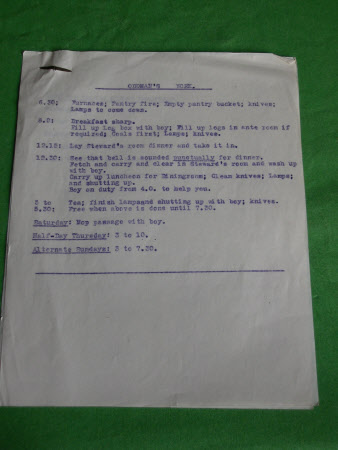 ODDMAN'S WORK.
6.30: Furnaces; Pantry fire; Empty pantry bucket; knives;
Lamps to come down.
8.0: Breakfast sharp.
Fill up Log box with boy; Fill up logs in ante room if
required; Coals first; Lamps; knives.
12.15: Lay Steward's room dinner and take it in.
12.30: See that bell is sounded punctually for dinner.
Fetch and carry and clear in Steward's room and wash up
with boy.
Carry up luncheon for Diningroom; Clean knives; Lamps;
and shutting up.
Boy on duty from 4.0. to help you.
5 to Tea; finish lamps and shutting up with boy; knives.
6.30: Free when above is done until 7.30.
Saturday: Mop passage with boy.
Half-Day Thursday: 3 to 10.
Alternate Sundays: 3 to 7.30.